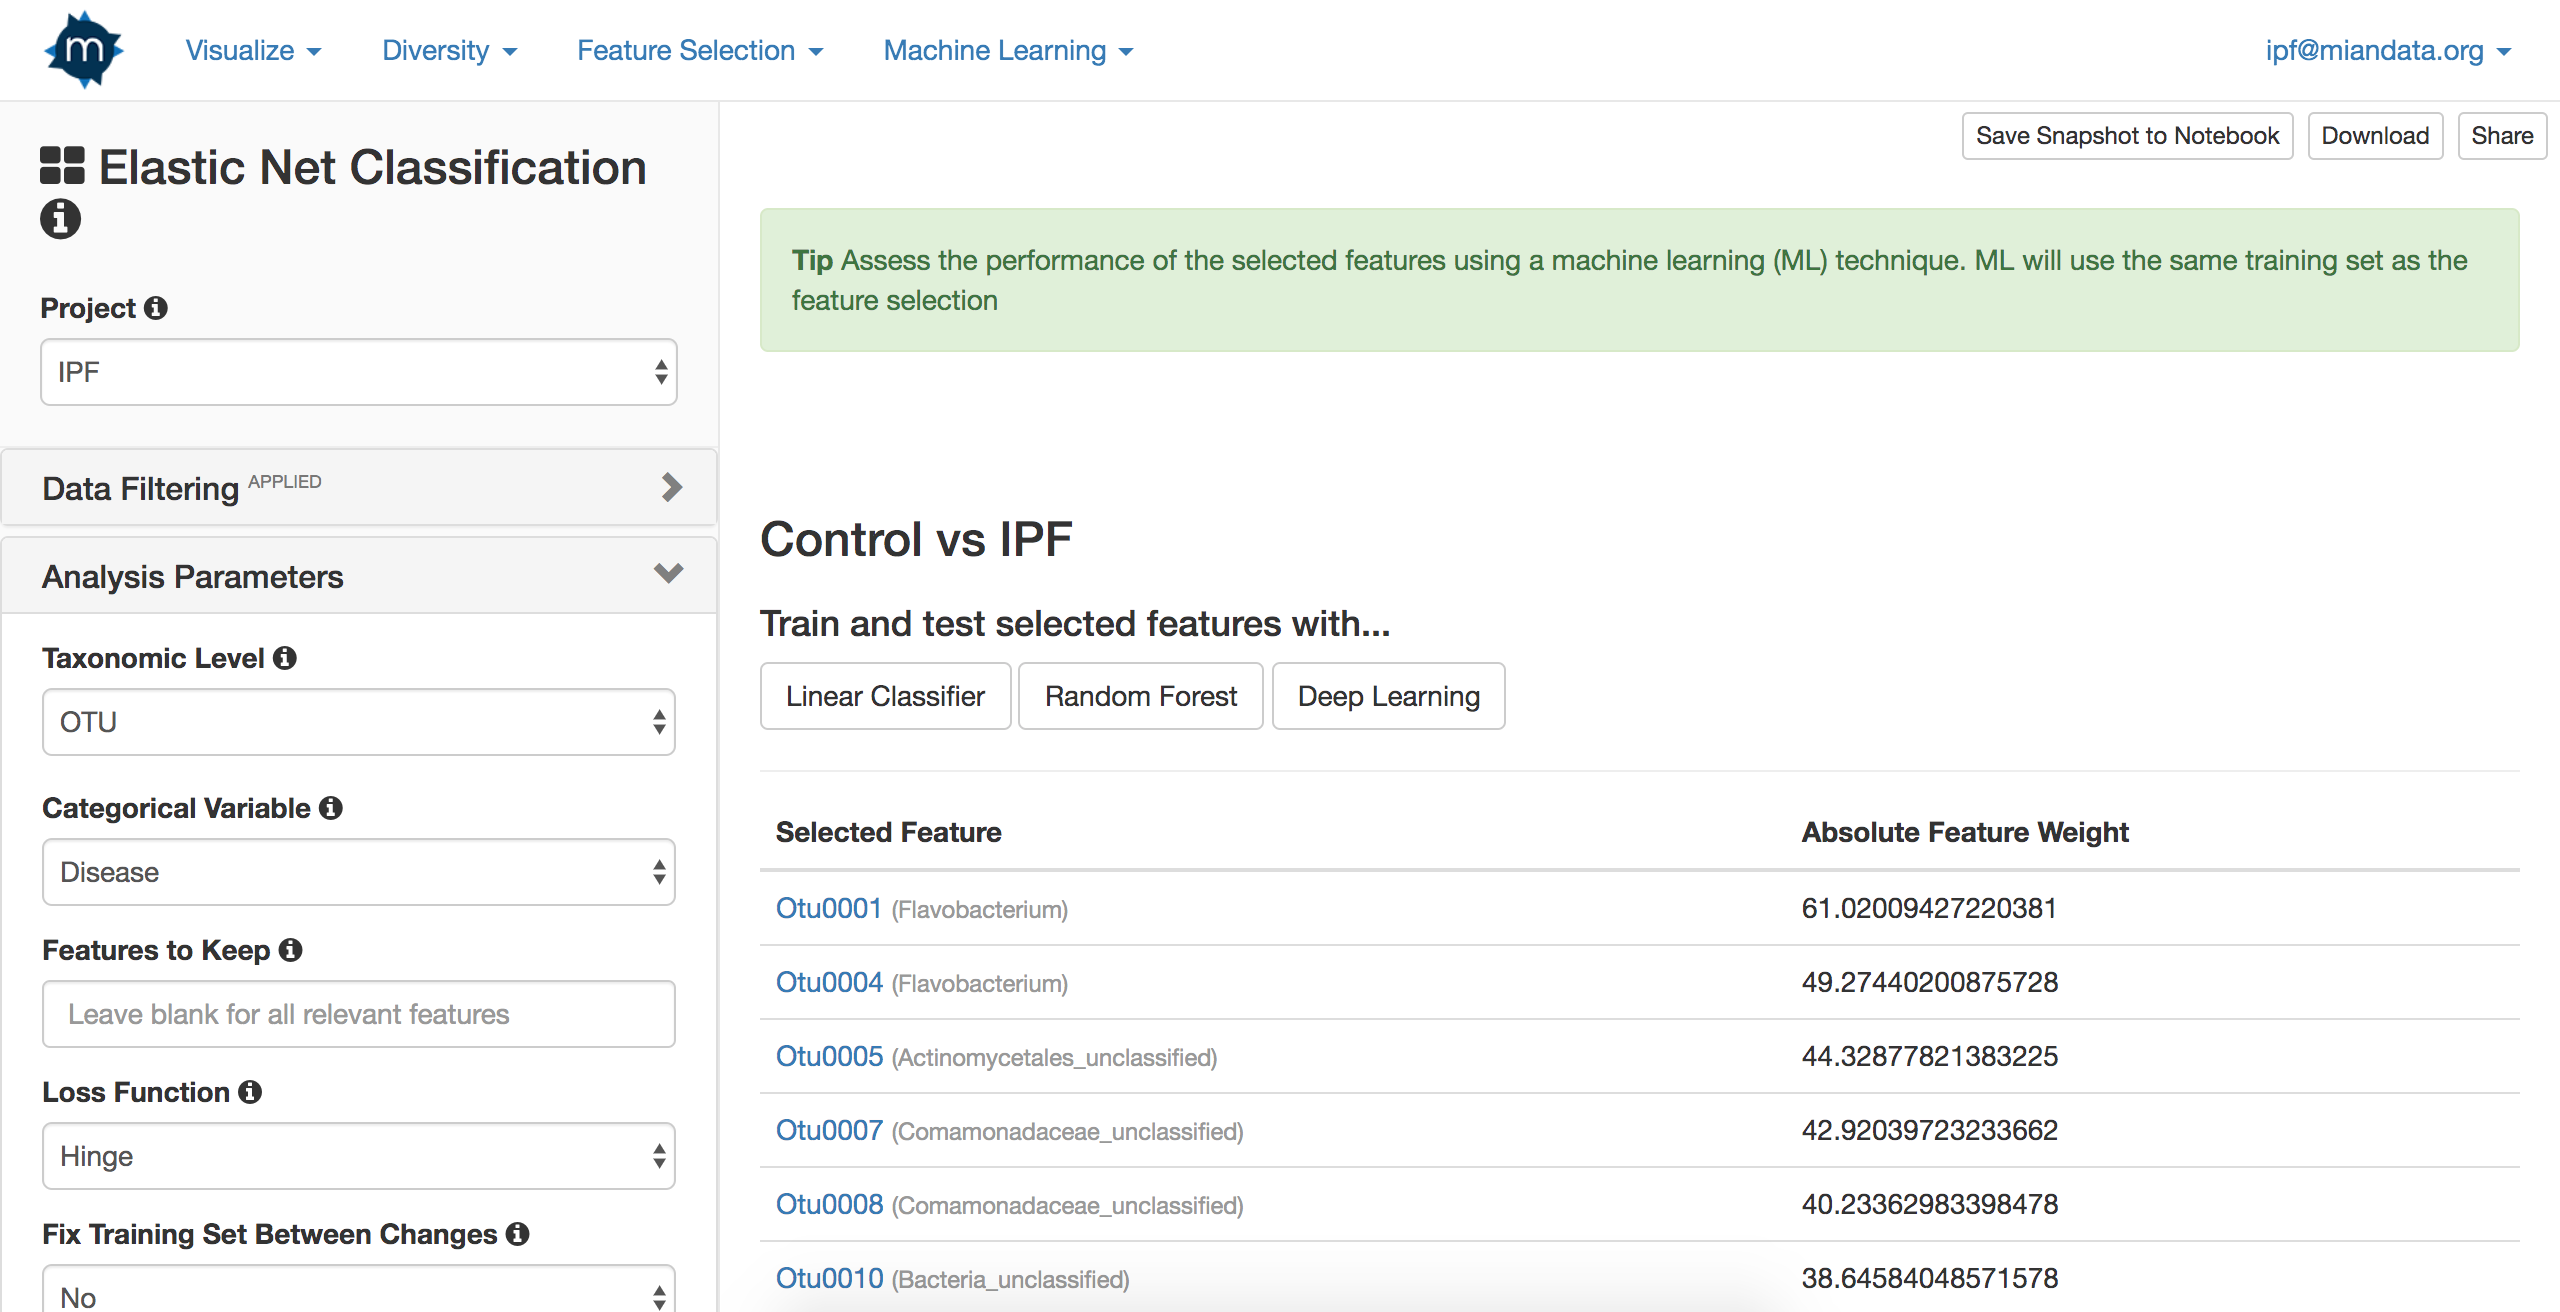 m
Visualize
Diversity
Feature Selection
Machine Learning
ipf@miandata.org
Elastic Net Classification
Project
IPF
Data Filtering APPLIED
Analysis Parameters
Taxonomic Level
OTU
Categorical Variable
Disease
Features to Keep
Leave blank for all relevant features
Loss Function
Hinge
Fix Training Set Between Changes
No
Save Snapshot to Notebook
Download
Share
Tip Assess the performance of the selected features using a machine learning (ML) technique. ML will use the same training set as the
feature selection
Control vs IPF
Train and test selected features with...
Linear Classifier
Random Forest
Deep Learning
Selected Feature
Absolute Feature Weight
Otu0001 (Flavobacterium)
61.02009427220381
Otu0004 (Flavobacterium)
49.27440200875728
Otu0005 (Actinomycetales_unclassified)
44.32877821383225
Otu0007 (Comamonadaceae_unclassified)
42.92039723233662
Otu0008 (Comamonadaceae_unclassified)
40.23362983398478
Otu0010 (Bacteria_unclassified)
38.64584048571578